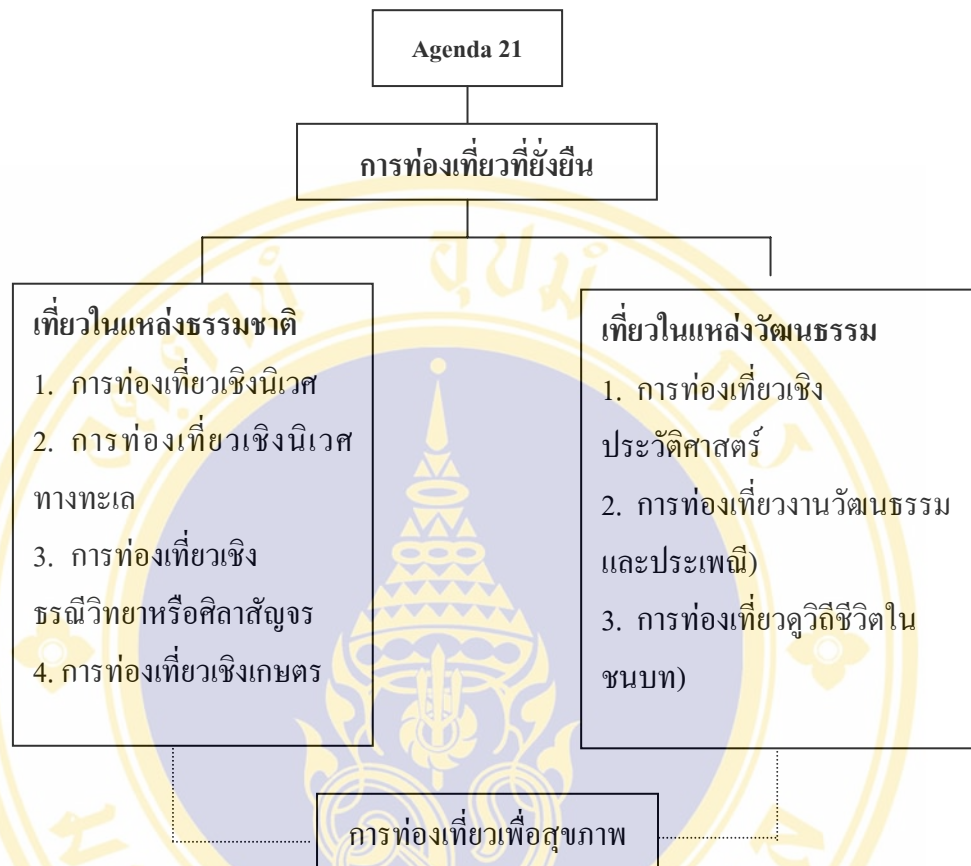 Agenda 21
การท่องเที่ยวที่ยั่งยืน
เที่ยวในแหล่งธรรมชาติ
1. การท่องเที่ยวเชิงนิเวศ
2. การท่องเที่ยวเชิงนิเวศ
ทางทะเล
3. การท่องเที่ยวเชิง
ธรณีวิทยาหรือศิลาสัญจร
4. การท่องเที่ยวเชิงเกษตร
เที่ยวในแหล่งวัฒนธรรม
1. การท่องเที่ยวเชิง
ประวัติศาสตร์
2. การท่องเที่ยวงานวัฒนธรรม
และประเพณี)
3. การท่องเที่ยวดูวิถีชีวิตใน
ชนบท)
การท่องเที่ยวเพื่อสุขภาพ